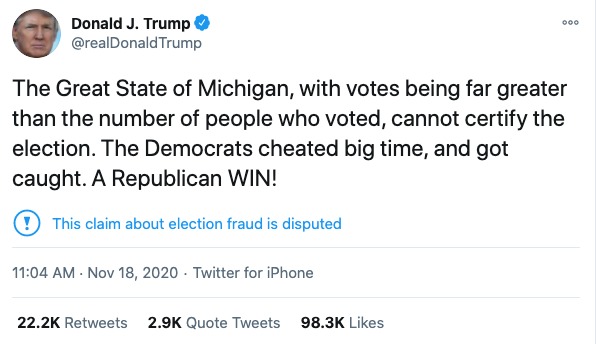 Donald J. Trump
@realDonaldTrump
The Great State of Michigan, with votes being far greater
than the number of people who voted, cannot certify the
election. The Democrats cheated big time, and got
caught. A Republican WIN!
This claim about election fraud is disputed
11:04 AM · Nov 18, 2020 · Twitter for iPhone
22.2K Retweets 2.9K Quote Tweets 98.3K Likes